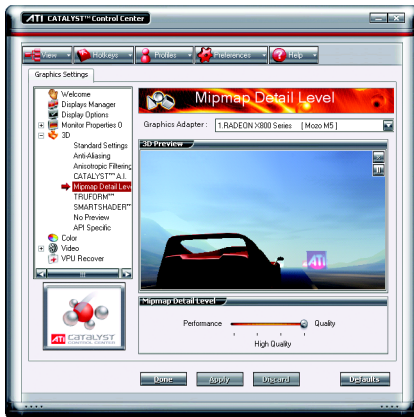 ATI CATALYST™ Control Center
View
Hotkeys
Profiles
Preferences
Help
Graphics Settings
Welcome
Displays Manager
Display Options
Monitor Properties 0
3D
Standard Settings
Anti-Aliasing
Anisotropic Filtering
CATALYST™ A.I.
Mipmap Detail Lev
TRUFORM™
SMARTSHADER™
No Preview
API Specific
Color
Video
VPU Recover
ATI CATALYST
CONTROL CENTER
Mipmap Detail Level
Graphics Adapter : 1.RADEON X800 Series [ Mozo M5 ]
3D Preview
ATI
Mipmap Detail Level
Performance
Quality
High Quality
Done
Apply
Discard
Defaults